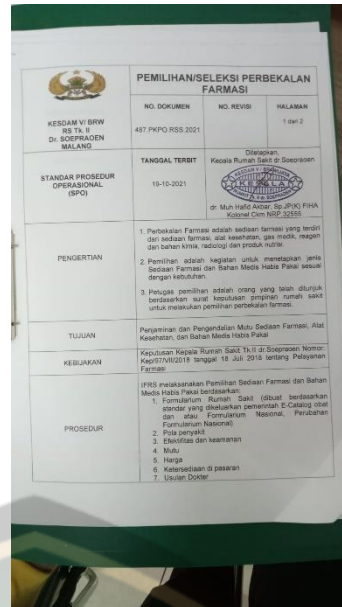 PEMILIHAN/SELEKSI PERBEKALAN
FARMASI
KESDAM V/ BRW
RS Tk. II
Dr. SOEPRAOEN
MALANG
NO. DOKUMEN
NO. REVISI
HALAMAN
487.PKPO.RSS.2021
1 dari 2
STANDAR PROSEDUR
OPERASIONAL
(SPO)
TANGGAL TERBIT
19-10-2021
Ditetapkan,
Kepala Rumah Sakit dr Soepraoen
dr. Muh Hafid Akbar, Sp.JP(K) FIHA
Kolonel Ckm NRP 32555
PENGERTIAN
1. Perbekalan Farmasi adalah sediaan farmasi yang terdiri
dari sediaan farmasi, alat kesehatan, gas medik, reagen
dan bahan kimia, radiologi dan produk nutrisi
2. Pemilihan adalah kegiatan untuk menetapkan jenis
Sediaan Farmasi dan Bahan Medis Habis Pakai sesuai
dengan kebutuhan.
3. Petugas pemilihan adalah orang yang telah ditunjuk
berdasarkan surat keputusan pimpinan rumah sakit
untuk melakukan pemilihan perbekalan farmasi.
TUJUAN
Penjaminan dan Pengendalian Mutu Sediaan Farmasi, Alat
Kesehatan, dan Bahan Medis Habis Pakai
KEBIJAKAN
Keputusan Kepala Rumah Sakit Tk.II dr.Soepraoen Nomor:
Kep/97/VII/2018 tanggal 18 Juli 2018 tentang Pelayanan
Farmasi
PROSEDUR
IFRS melaksanakan Pemilihan Sediaan Farmasi dan Bahan
Medis Habis Pakai berdasarkan:
1. Formularium Rumah Sakit (dibuat berdasarkan
standar yang dikeluarkan pemerintah E-Catalog obat
dan atau Formularium Nasional, Perubahan
Formularium Nasional)
2. Pola penyakit
3. Efektifitas dan keamanan
4. Mutu
5. Harga
6. Ketersediaan di pasaran
7. Usulan Dokter